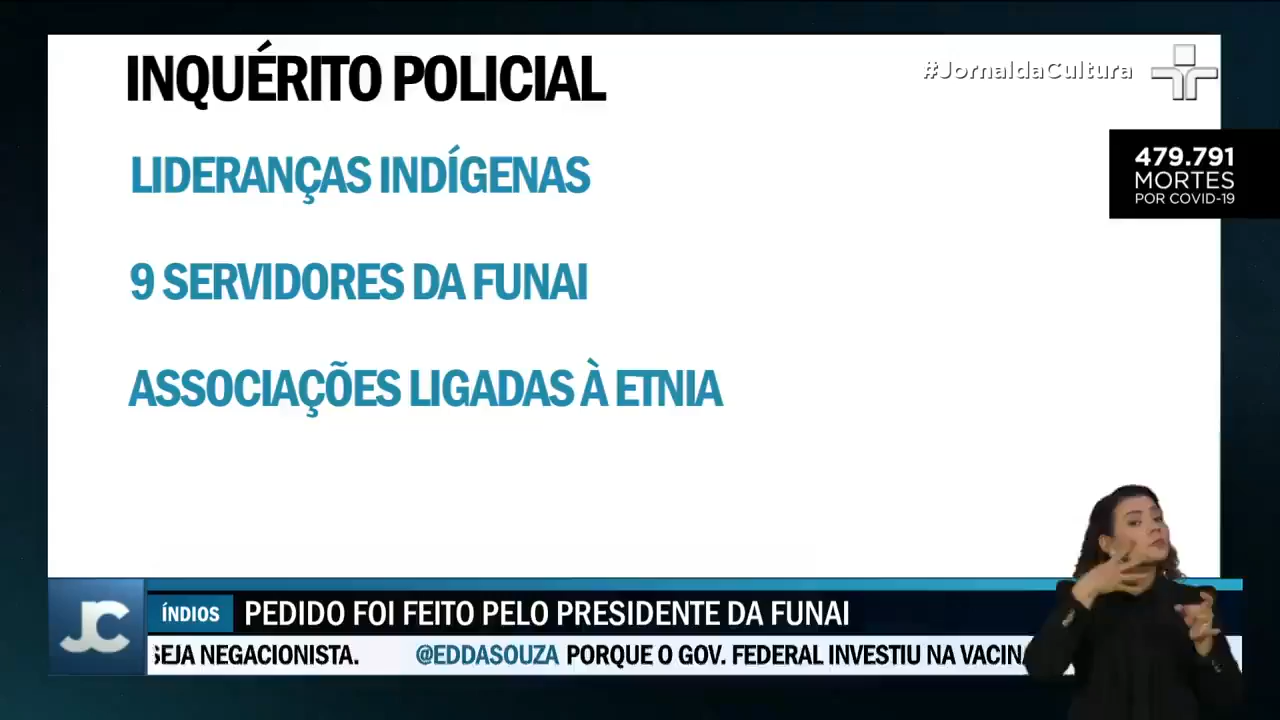 INQUÉRITO POLICIAL
#JornaldaCultura
479.791
MORTES
POR COVID-19
LIDERANÇAS INDÍGENAS
9 SERVIDORES DA FUNAI
ASSOCIAÇÕES LIGADAS À ETNIA
JC
ÍNDIOS PEDIDO FOI FEITO PELO PRESIDENTE DA FUNAI
SEJA NEGACIONISTA. @EDDASOUZA PORQUE O GOV. FEDERAL INVESTIU NA